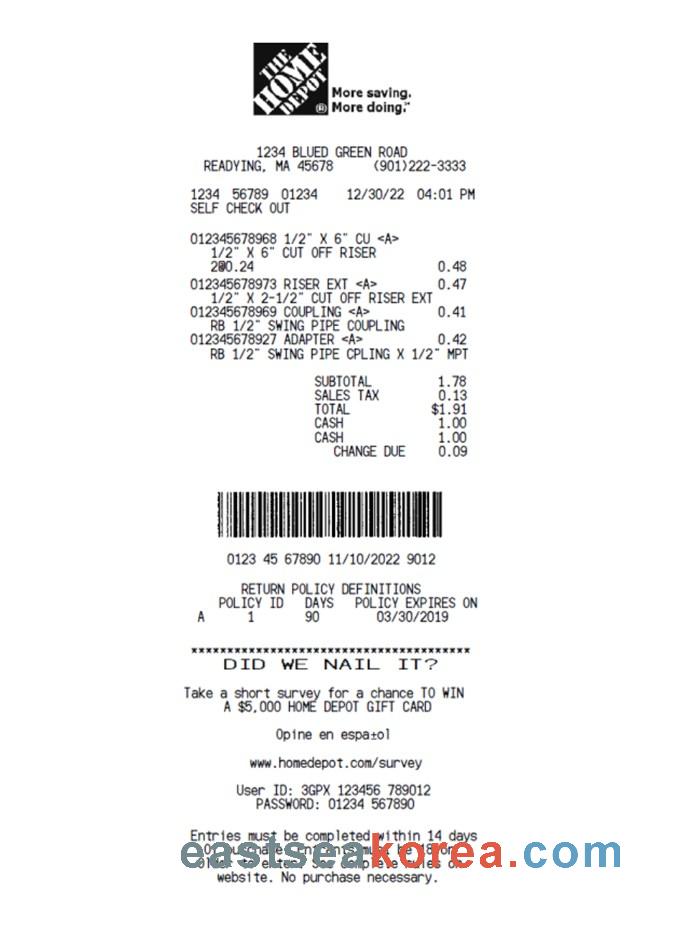 THE
HOME
DEPOT
®
More saving.
More doing.™
1234 BLUED GREEN ROAD
READYING, MA 45678 (901)222-3333
1234 56789 01234 12/30/22 04:01 PM
SELF CHECK OUT
012345678968 1/2" X 6" CU <A>
1/2" X 6" CUT OFF RISER
2@0.24 0.48
012345678973 RISER EXT <A> 0.47
1/2" X 2-1/2" CUT OFF RISER EXT
012345678969 COUPLING <A> 0.41
RB 1/2" SWING PIPE COUPLING
012345678927 ADAPTER <A> 0.42
RB 1/2" SWING PIPE CPLING X 1/2" MPT
SUBTOTAL 1.78
SALES TAX 0.13
TOTAL $1.91
CASH 1.00
CASH 1.00
CHANGE DUE 0.09
0123 45 67890 11/10/2022 9012
RETURN POLICY DEFINITIONS
POLICY ID DAYS POLICY EXPIRES ON
A 1 90 03/30/2019
***************************************
DID WE NAIL IT?
Take a short survey for a chance TO WIN
A $5,000 HOME DEPOT GIFT CARD
Opine en espa±ol
www.homedepot.com/survey
User ID: 3GPX 123456 789012
PASSWORD: 01234 567890
Entries must be completed within 14 days
eastseakorea.com
website. No purchase necessary.